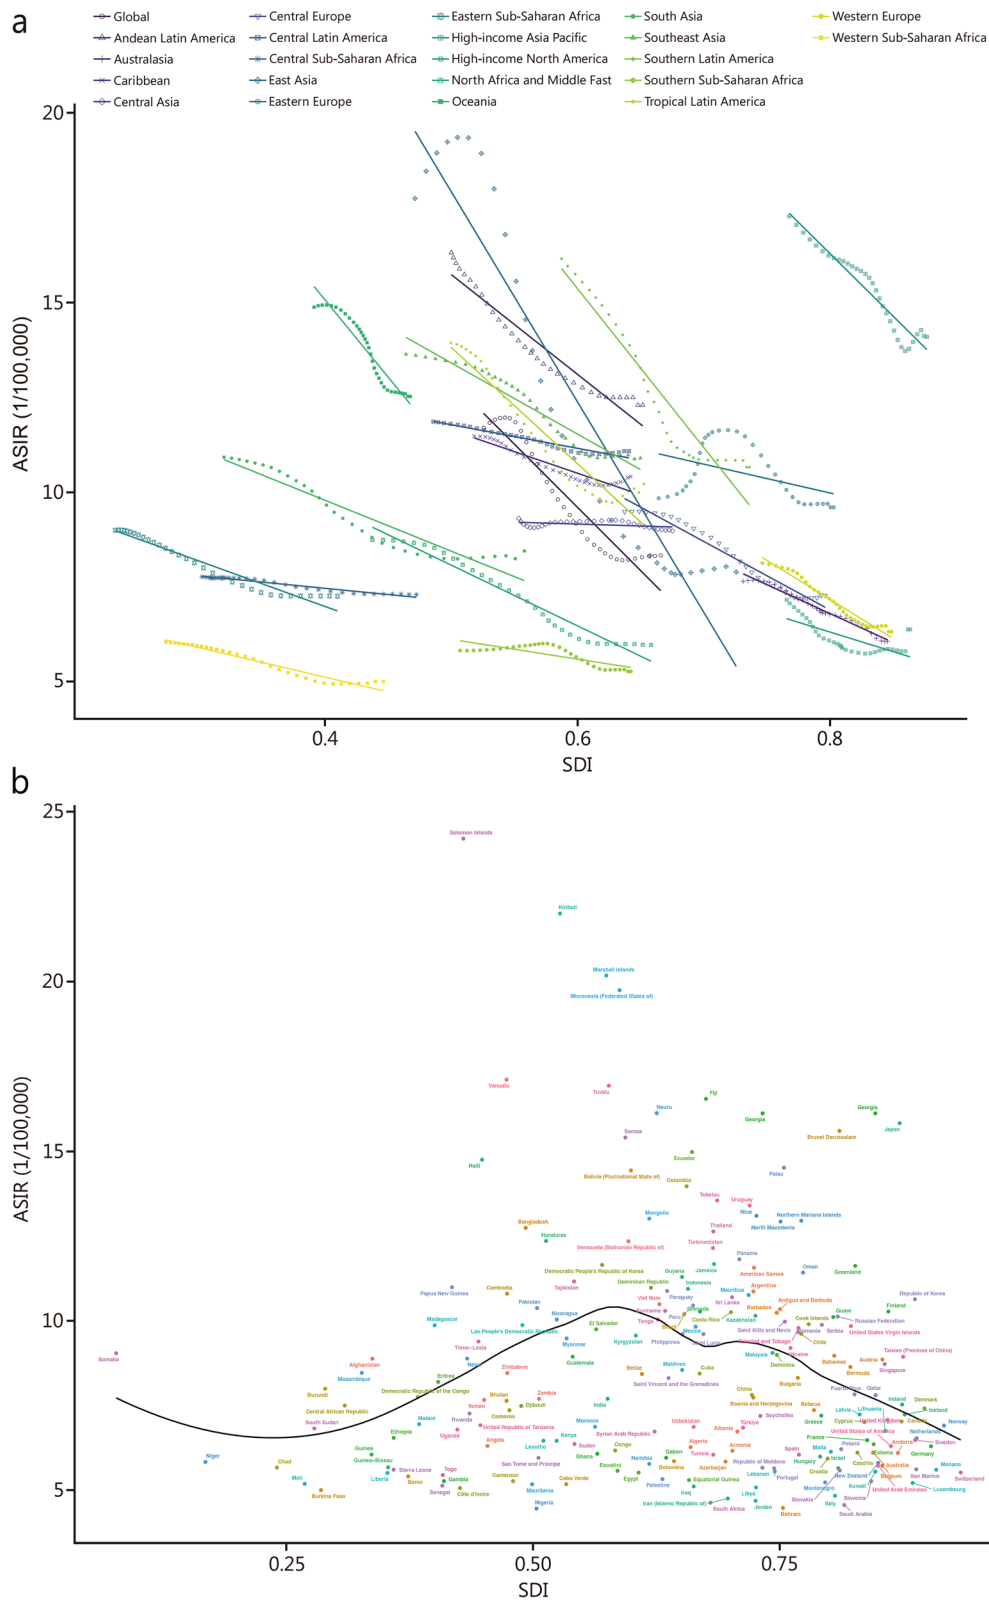 a
Global
Andean Latin America
Australasia
Caribbean
Central Asia
Central Europe
Central Latin America
Central Sub-Saharan Africa
East Asia
Eastern Europe
Eastern Sub-Saharan Africa
High-income Asia Pacific
High-income North America
North Africa and Middle Fast
Oceania
South Asia
Southeast Asia
Southern Latin America
Southern Sub-Saharan Africa
Tropical Latin America
Western Europe
Western Sub-Saharan Africa
ASIR (1/100,000)
20
15
10
5
0.4
0.6
0.8
SDI
b
ASIR (1/100,000)
25
20
15
10
5
Solomon Islands
Kiribati
Marshall Islands
Micronesia (Federated States of)
Vanuatu
Tuvalu
Fiji
Nauru
Georgia
Georgia
Japan
Samoa
Brunei Darussalam
Ecuador
Haiti
Bolivia (Plurinational State of)
Palau
Colombia
Tokelau
Uruguay
Mongolia
Niue
Northern Mariana Islands
North Macedonia
Bangladesh
Thailand
Honduras
Turkmenistan
Venezuela (Bolivarian Republic of)
Panama
Democratic People's Republic of Korea
Guyana
Jamaica
American Samoa
Oman
Greenland
Tajikistan
Dominican Republic
Indonesia
Argentina
Papua New Guinea
Cambodia
Mauritius
Viet Nam
Paraguay
Sri Lanka
Antigua and Barbuda
Republic of Moldova
Pakistan
Nicaragua
Suriname
Peru
Grenada
Barbados
Guam
Finland
Madagascar
Lao People's Democratic Republic
Tonga
Brazil
Costa Rica
Kazakhstan
Cook Islands
Russian Federation
El Salvador
Mexico
Saint Kitts and Nevis
Armenia
Serbia
United States Virgin Islands
Timor-Leste
Myanmar
Kyrgyzstan
Philippines
Saint Lucia
Trinidad and Tobago
Chile
Somalia
Afghanistan
Nepal
Guatemala
Malaysia
Ukraine
Bahamas
Austria
Taiwan (Province of China)
Mozambique
Zimbabwe
Belize
Maldives
Cuba
Dominica
Bermuda
Singapore
Eritrea
Saint Vincent and the Grenadines
Bulgaria
Burundi
Democratic Republic of the Congo
Bhutan
Zambia
China
Puerto Rico
Qatar
Central African Republic
Yemen
Djibouti
India
Bosnia and Herzegovina
Ireland
Denmark
South Sudan
Malawi
Rwanda
Comoros
Morocco
Uzbekistan
Seychelles
Belarus
Latvia
Lithuania
Iceland
Ethiopia
Uganda
United Republic of Tanzania
Syrian Arab Republic
Albania
Türkiye
Greece
Cyprus
United Kingdom
Canada
Norway
Niger
Guinea
Angola
Lesotho
Kenya
Sudan
Algeria
France
United States of America
Netherlands
Chad
Guinea-Bissau
Sierra Leone
Togo
Sao Tome and Principe
Ghana
Congo
Gabon
Tunisia
Armenia
Spain
Malta
Poland
Estonia
Andorra
Sweden
Mali
Liberia
Benin
Gambia
Cameroon
Eswatini
Namibia
Botswana
Azerbaijan
Republic of Moldova
Hungary
Israel
Czechia
Australia
Germany
Burkina Faso
Senegal
Côte d'Ivoire
Mauritania
Cabo Verde
Egypt
Palestine
Iraq
Equatorial Guinea
Lebanon
Portugal
Croatia
New Zealand
Belgium
San Marino
Monaco
Switzerland
Nigeria
Iran (Islamic Republic of)
South Africa
Libya
Jordan
Montenegro
Slovakia
Kuwait
Slovenia
United Arab Emirates
Luxembourg
Bahrain
Italy
Saudi Arabia
0.25
0.50
0.75
SDI